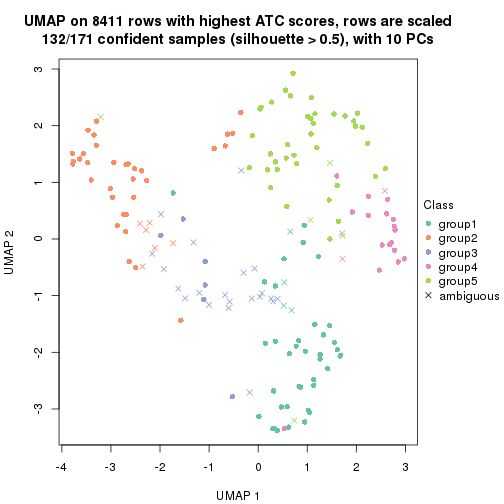 UMAP on 8411 rows with highest ATC scores, rows are scaled
132/171 confident samples (silhouette > 0.5), with 10 PCs
3
2
1
0
-1
-2
-3
UMAP 2
-4
-3
-2
-1
0
1
2
3
UMAP 1
Class
group1
group2
group3
group4
group5
ambiguous